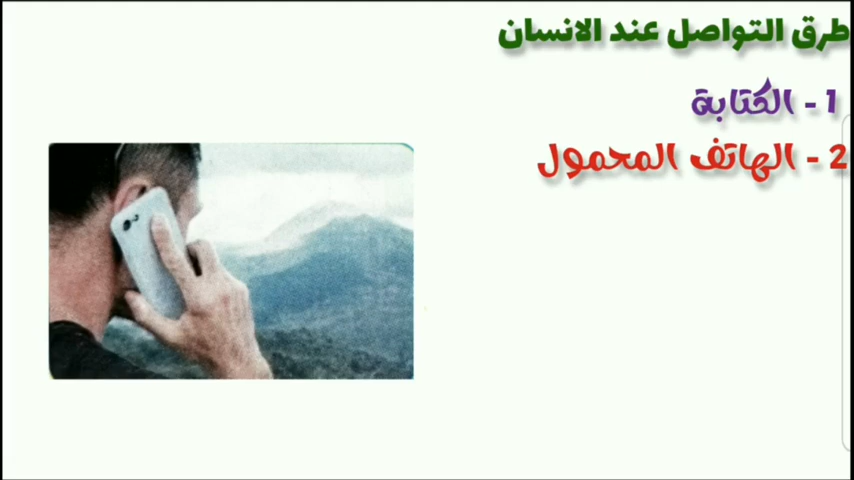 طرق التواصل عند الانسان
1 - الكتابة
2 - الهاتف المحمول